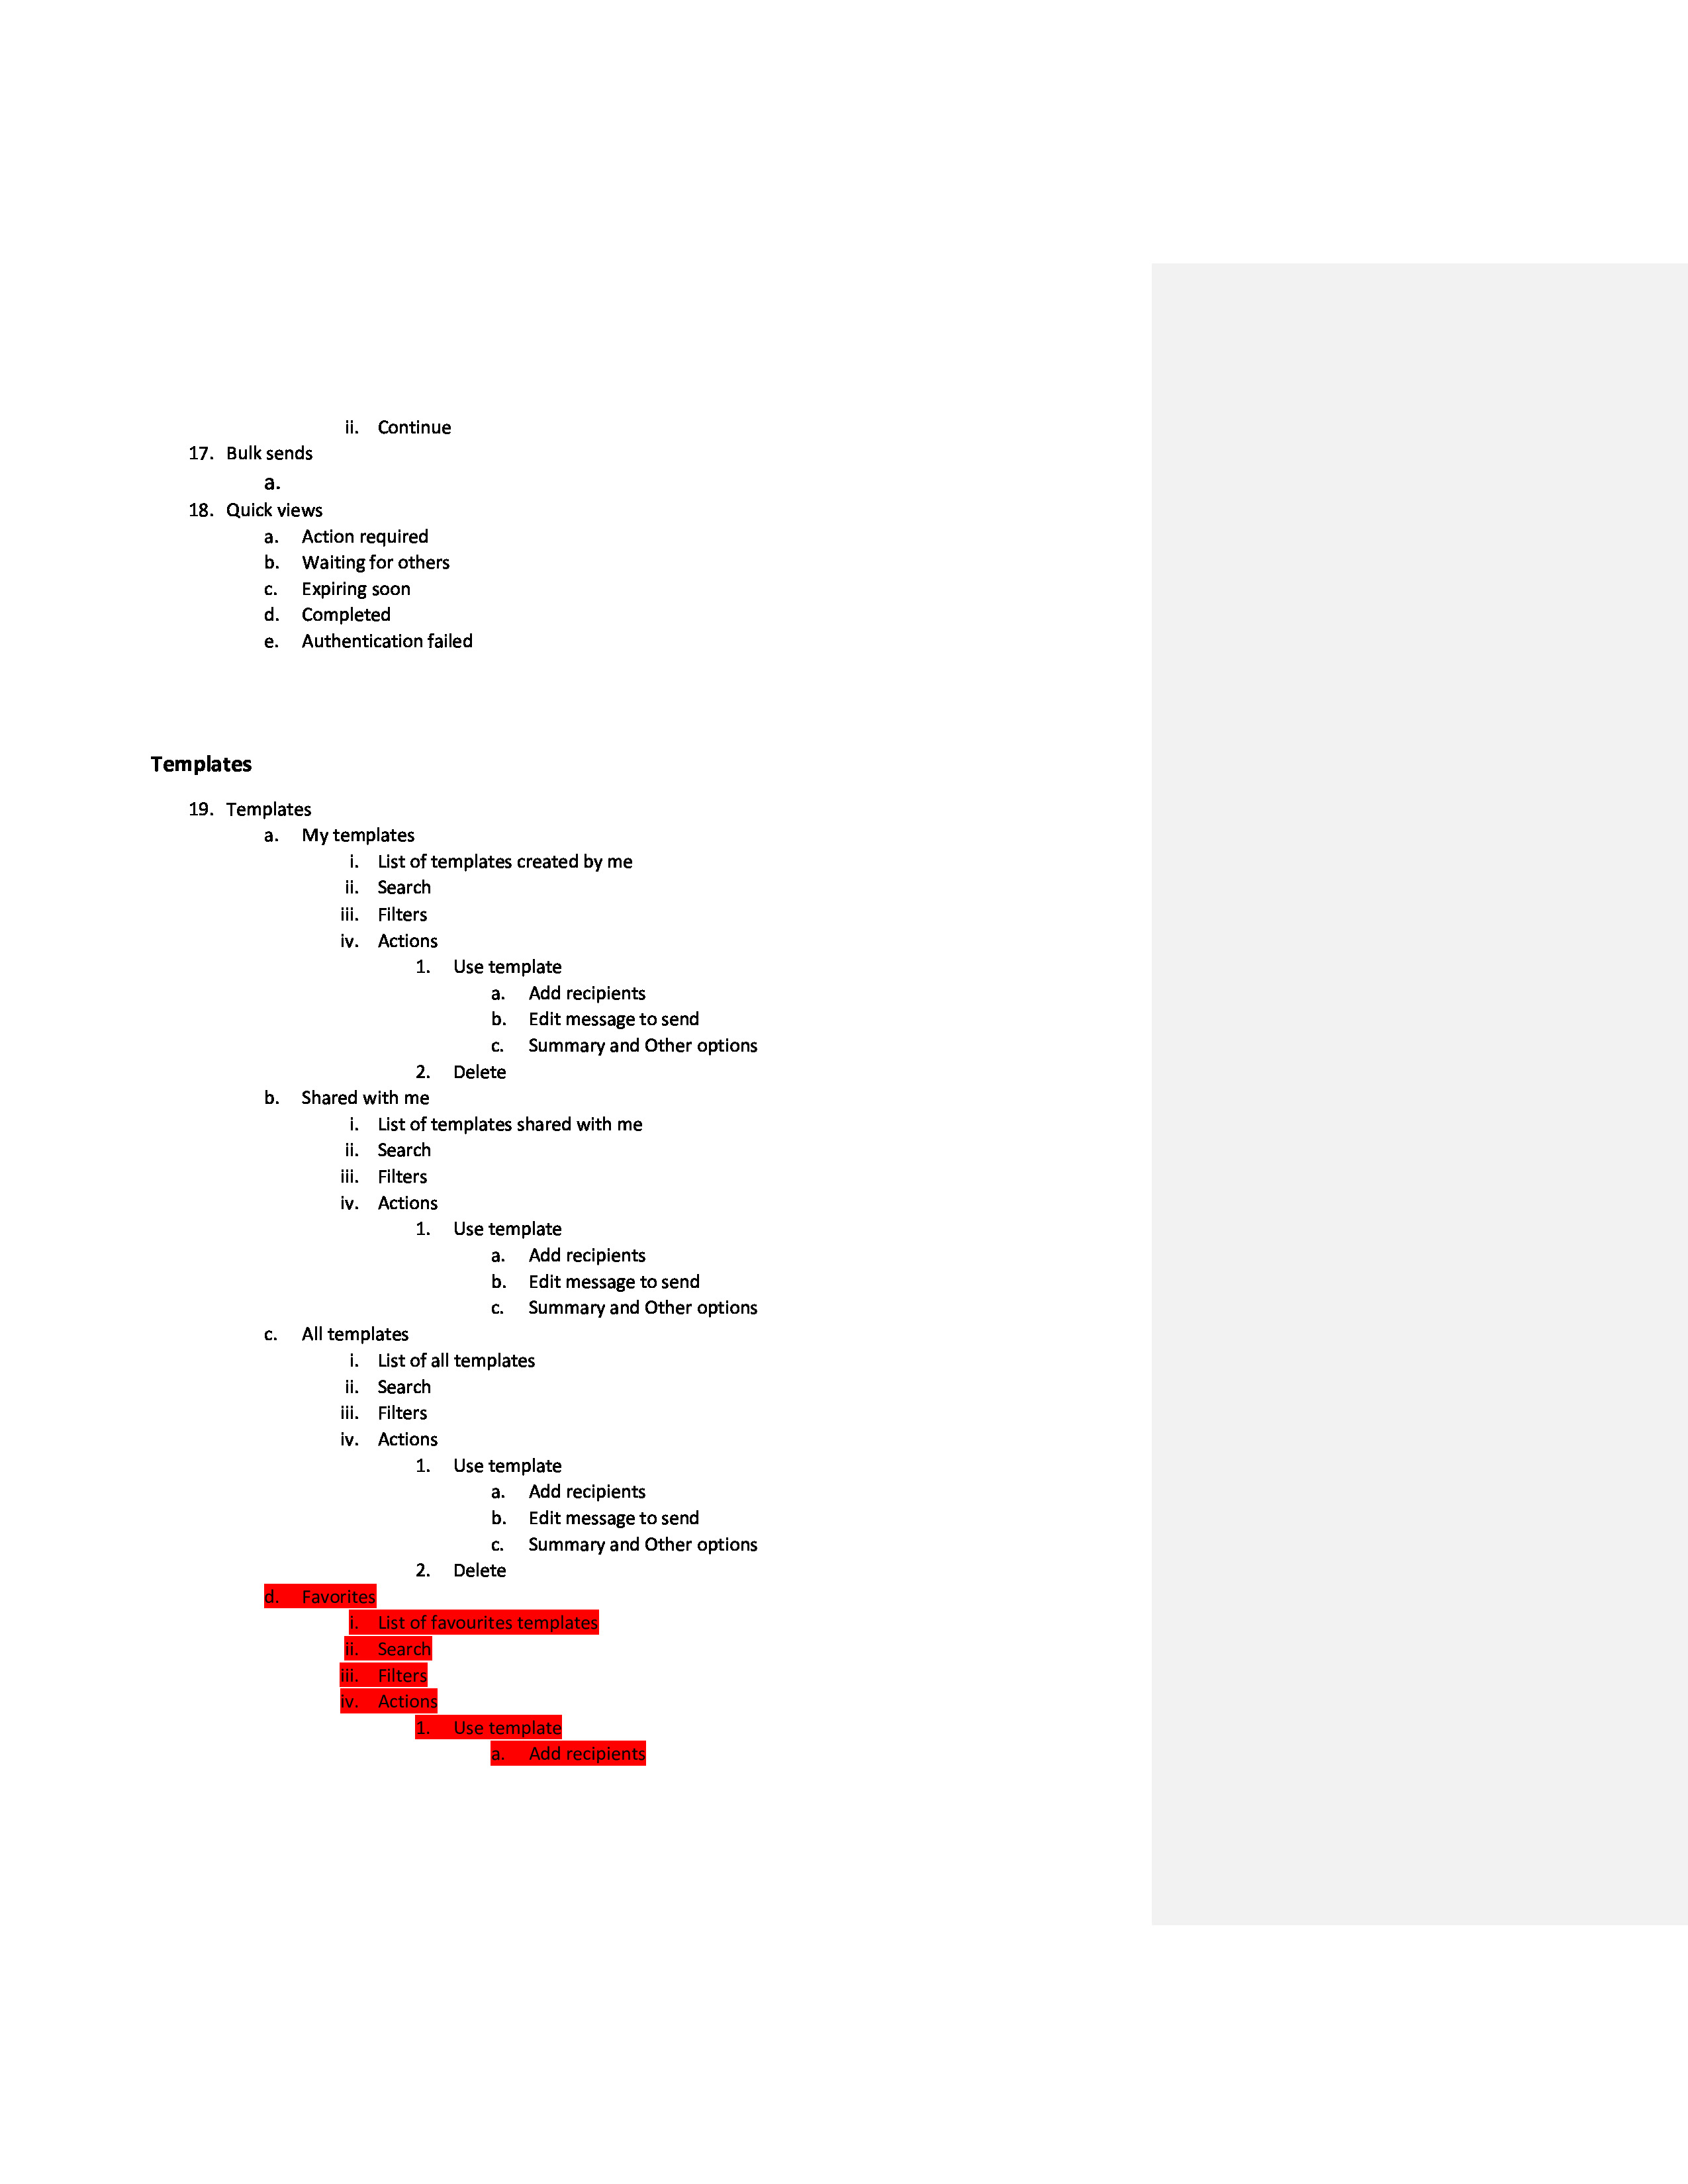 ii. Continue
17. Bulk sends
a.
18. Quick views
a. Action required
b. Waiting for others
c. Expiring soon
d. Completed
e. Authentication failed
Templates
19. Templates
a. My templates
i. List of templates created by me
ii. Search
iii. Filters
iv. Actions
1. Use template
a. Add recipients
b. Edit message to send
c. Summary and Other options
2. Delete
b. Shared with me
i. List of templates shared with me
ii. Search
iii. Filters
iv. Actions
1. Use template
a. Add recipients
b. Edit message to send
c. Summary and Other options
c. All templates
i. List of all templates
ii. Search
iii. Filters
iv. Actions
1. Use template
a. Add recipients
b. Edit message to send
c. Summary and Other options
2. Delete
d. Favorites
i. List of favourites templates
ii. Search
iii. Filters
iv. Actions
1. Use template
a. Add recipients